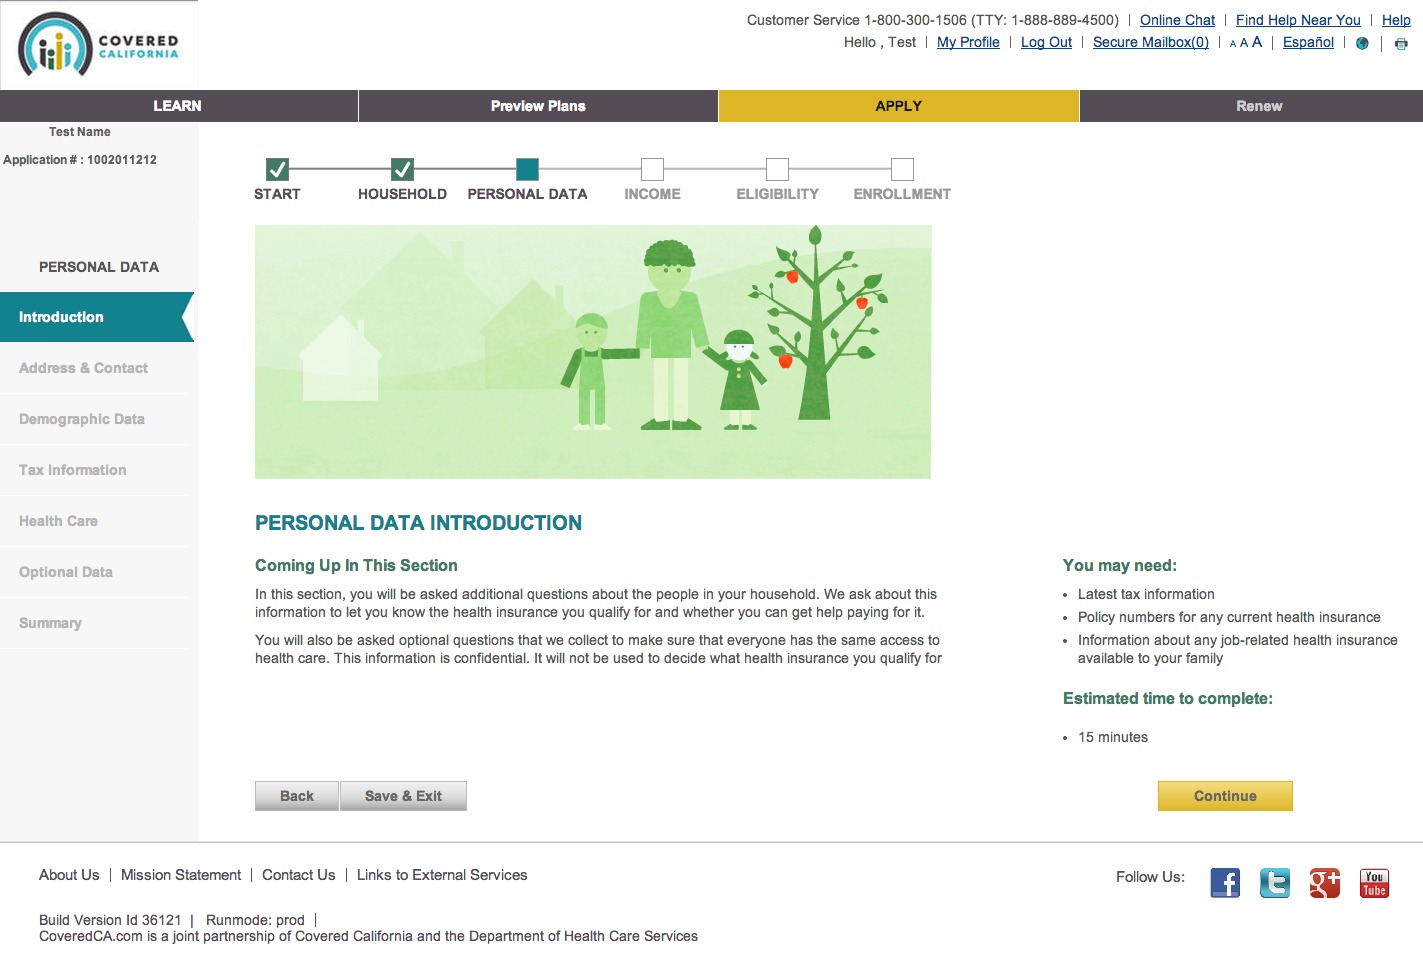 COVERED
CALIFORNIA
Customer Service 1-800-300-1506 (TTY: 1-888-889-4500) | Online Chat | Find Help Near You | Help
Hello , Test | My Profile | Log Out | Secure Mailbox(0) | A A A | Español |
LEARN
Preview Plans
APPLY
Renew
Test Name
Application # : 1002011212
START
HOUSEHOLD
PERSONAL DATA
INCOME
ELIGIBILITY
ENROLLMENT
PERSONAL DATA
Introduction
Address & Contact
Demographic Data
Tax Information
Health Care
Optional Data
Summary
PERSONAL DATA INTRODUCTION
Coming Up In This Section
In this section, you will be asked additional questions about the people in your household. We ask about this
information to let you know the health insurance you qualify for and whether you can get help paying for it.
You will also be asked optional questions that we collect to make sure that everyone has the same access to
health care. This information is confidential. It will not be used to decide what health insurance you qualify for
You may need:
• Latest tax information
• Policy numbers for any current health insurance
• Information about any job-related health insurance
available to your family
Estimated time to complete:
• 15 minutes
Back
Save & Exit
Continue
About Us | Mission Statement | Contact Us | Links to External Services
Follow Us:
f
t
g+
You
Tube
Build Version Id 36121 | Runmode: prod |
CoveredCA.com is a joint partnership of Covered California and the Department of Health Care Services